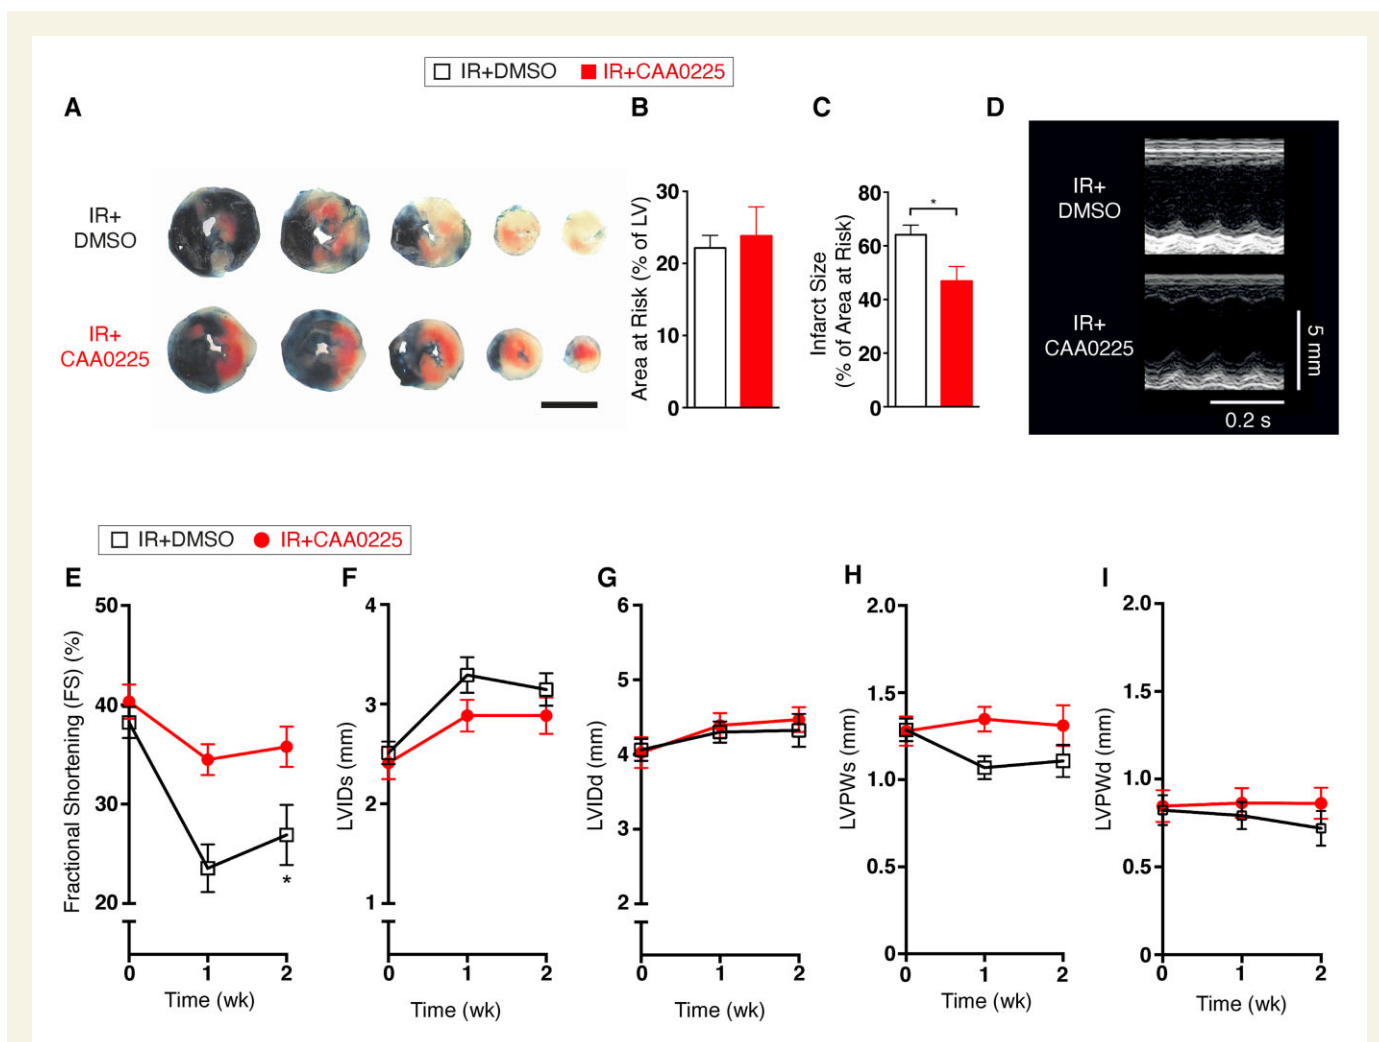 IR+DMSO IR+CAA0225
A
B
C
D
IR+
DMSO
IR+
CAA0225
Area at Risk (% of LV)
30
20
10
0
Infarct Size
(% of Area at Risk)
80
60
40
20
0
*
IR+
DMSO
IR+
CAA0225
5 mm
0.2 s
IR+DMSO IR+CAA0225
E
Fractional Shortening (FS) (%)
50
40
30
20
*
0 1 2
Time (wk)
F
LVIDs (mm)
4
3
2
1
0 1 2
Time (wk)
G
LVIDd (mm)
6
5
4
3
2
0 1 2
Time (wk)
H
LVPWs (mm)
2.0
1.5
1.0
0.5
0
0 1 2
Time (wk)
I
LVPWd (mm)
2.0
1.5
1.0
0.5
0
0 1 2
Time (wk)